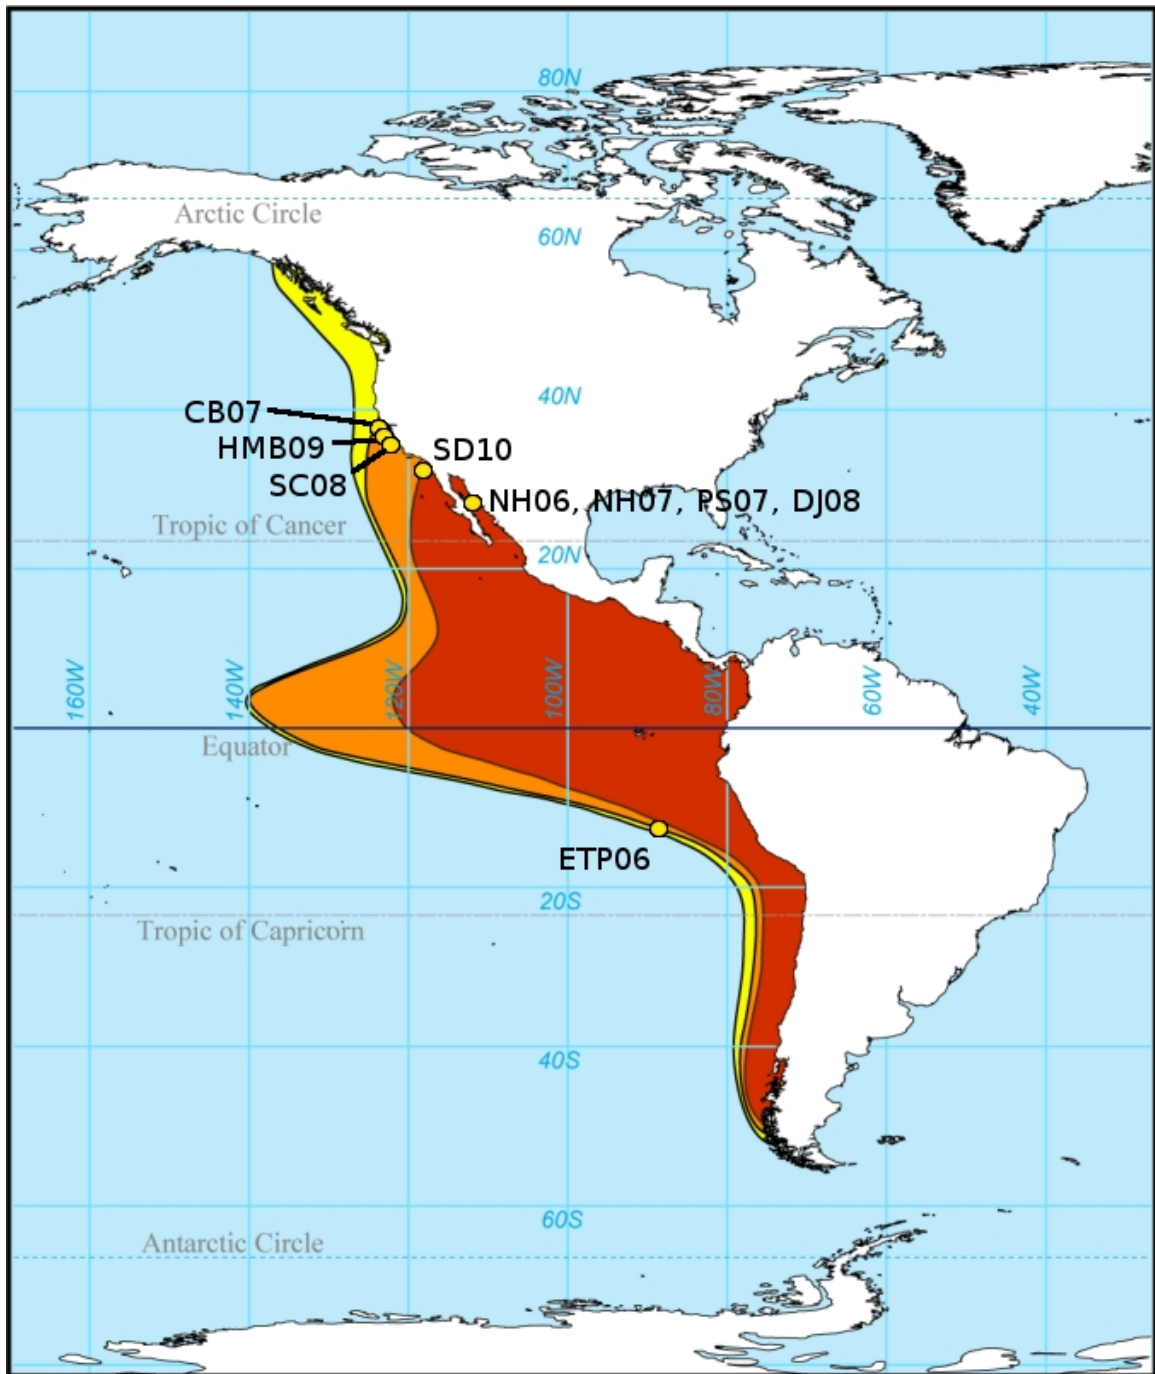 80N
Arctic Circle
60N
40N
CB07
HMB09
SD10
SC08
NH06, NH07, PS07, DJ08
Tropic of Cancer
20N
160W
140W
120W
100W
80W
60W
40W
Equator
ETP06
20S
Tropic of Capricorn
40S
60S
Antarctic Circle